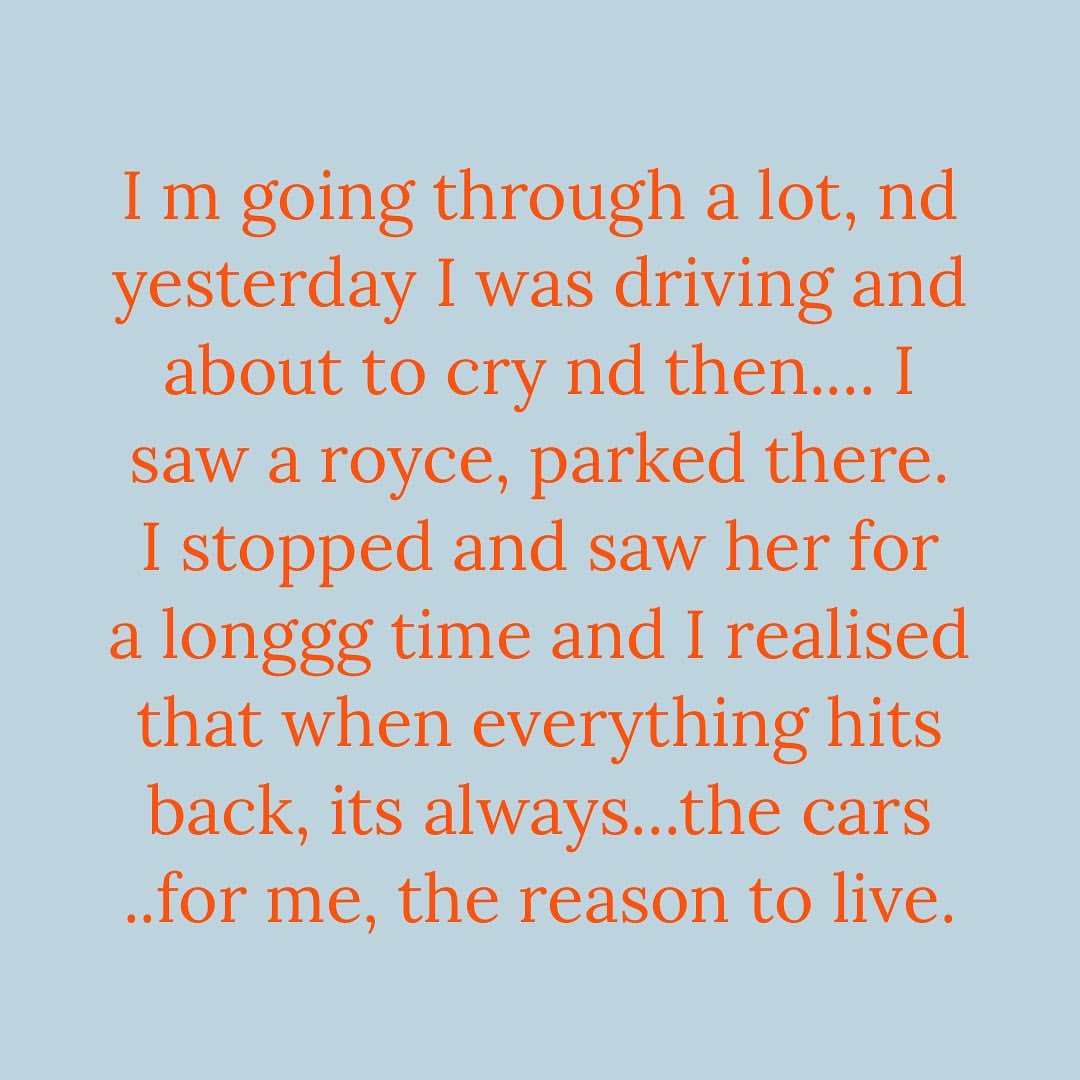 I m going through a lot, nd
yesterday I was driving and
about to cry nd then.... I
saw a royce, parked there.
I stopped and saw her for
a longgg time and I realised
that when everything hits
back, its always...the cars
..for me, the reason to live.